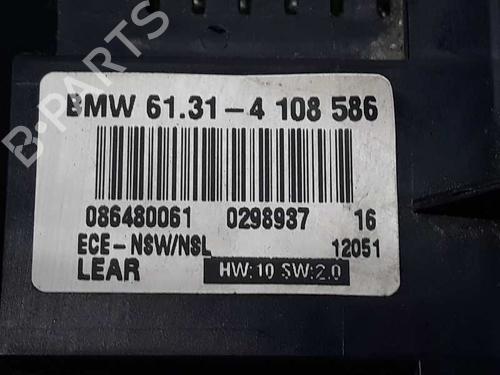 BMW 61.31-4 108 586
086480061 0298987 16
ECE-NSW/NSL 12051
LEAR HW:10 SW:2.0
B-PARTS